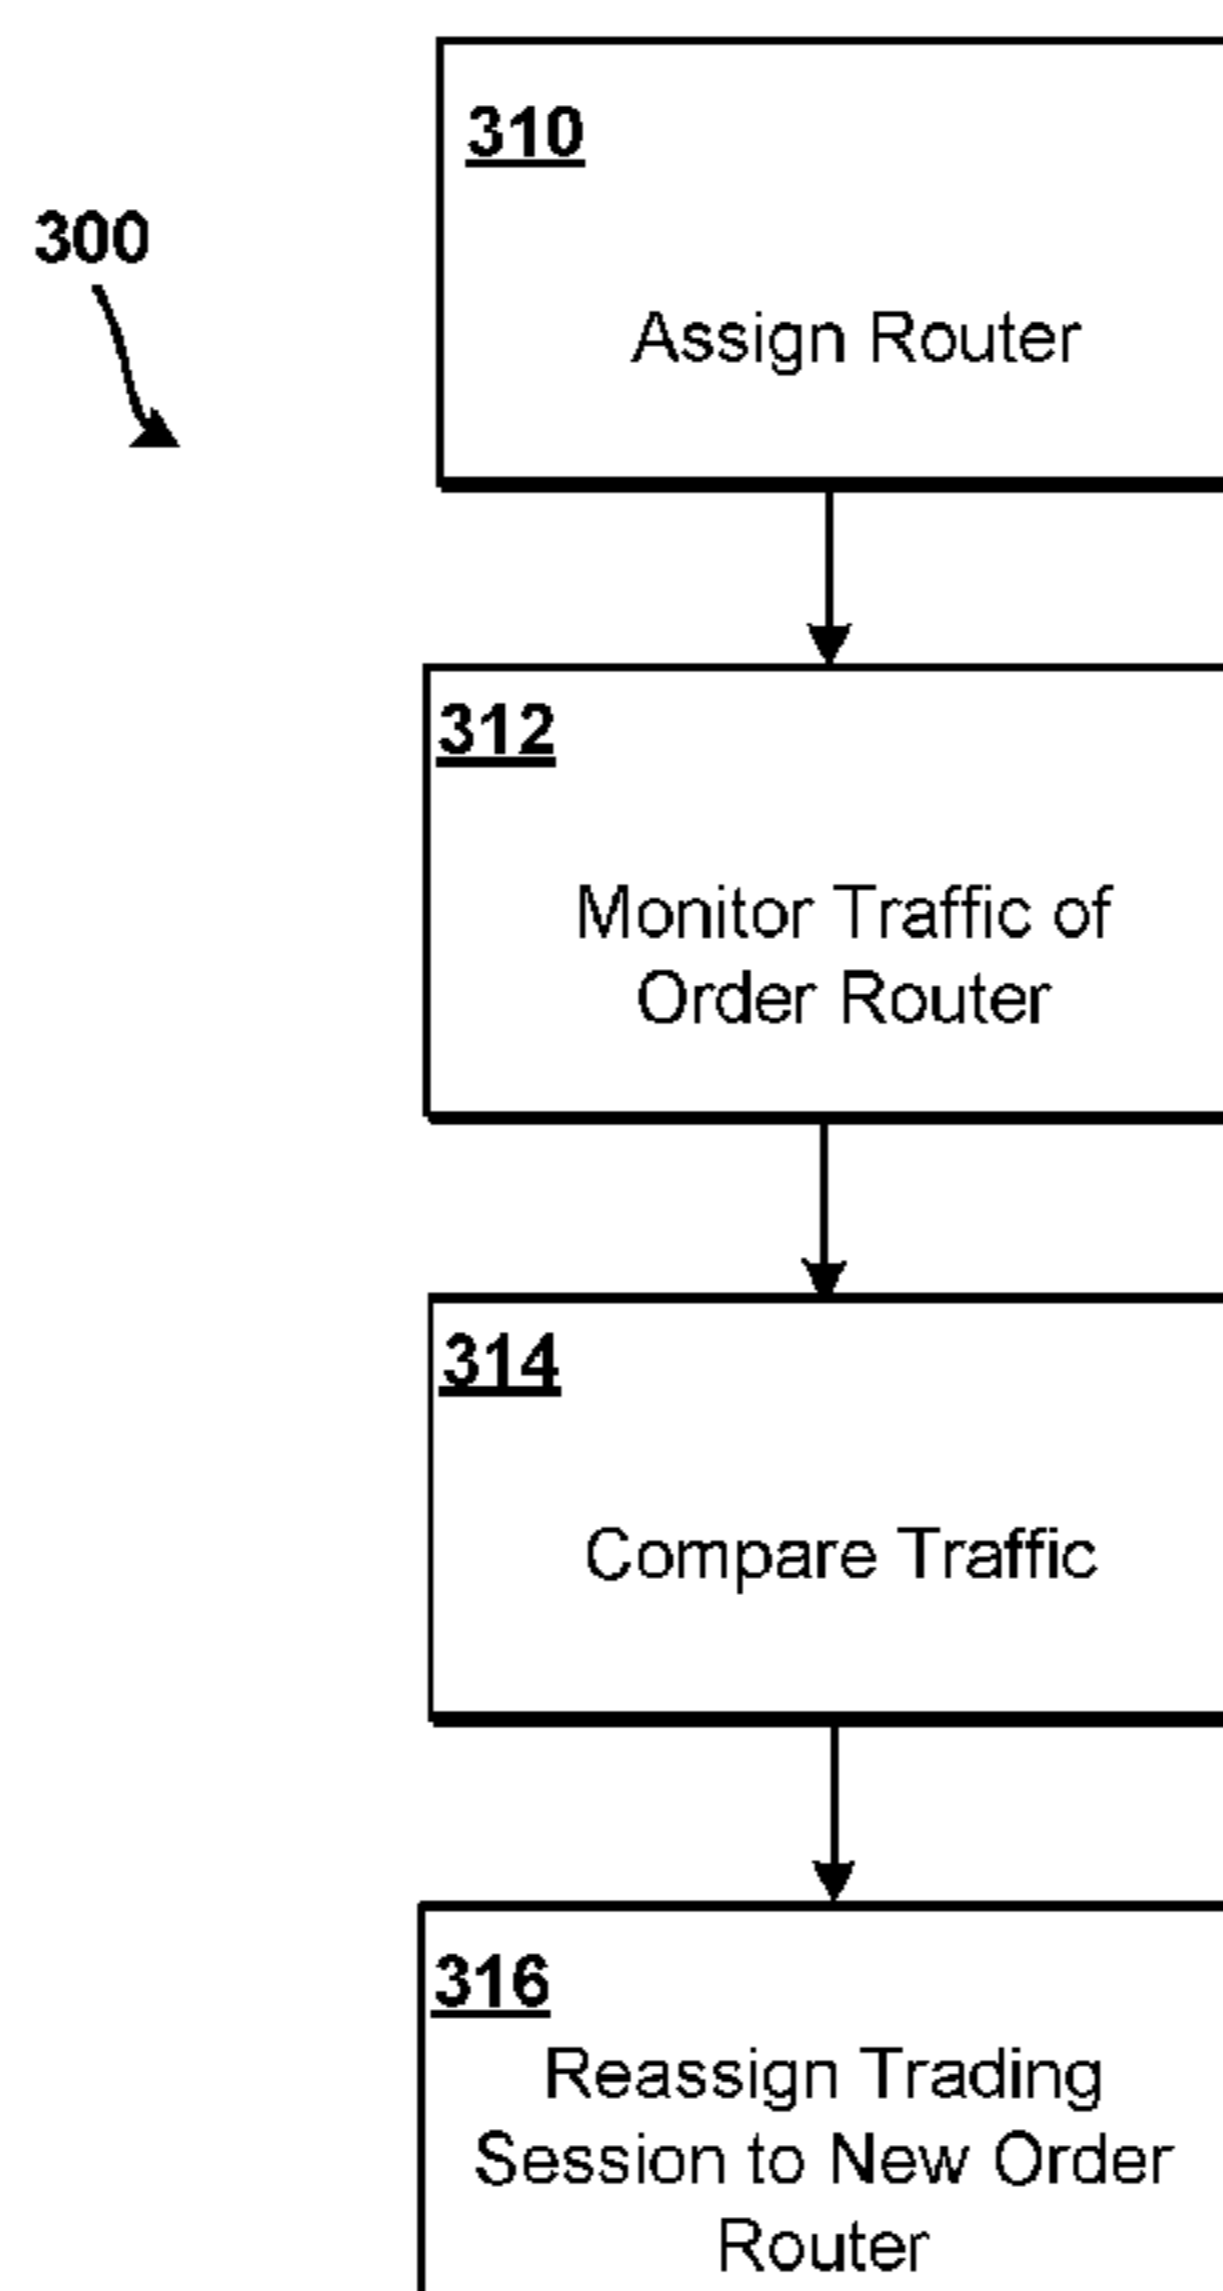 310
300
Assign Router
312
Monitor Traffic of
Order Router
314
Compare Traffic
316
Reassign Trading
Session to New Order
Router